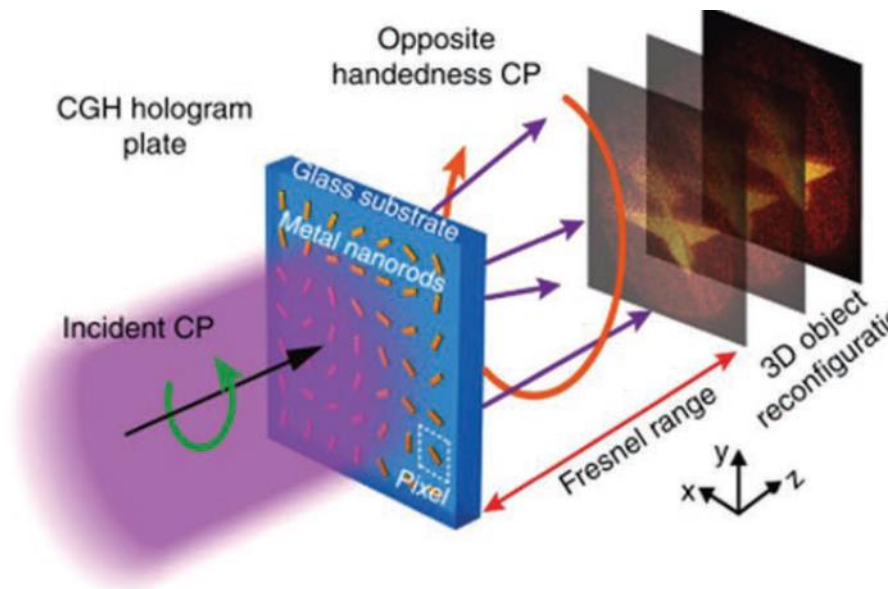 Opposite
handedness CP
CGH hologram
plate
Glass substrate
Metal nanorods
Incident CP
Pixel
Fresnel range
3D object
reconfiguratio
y
x
z